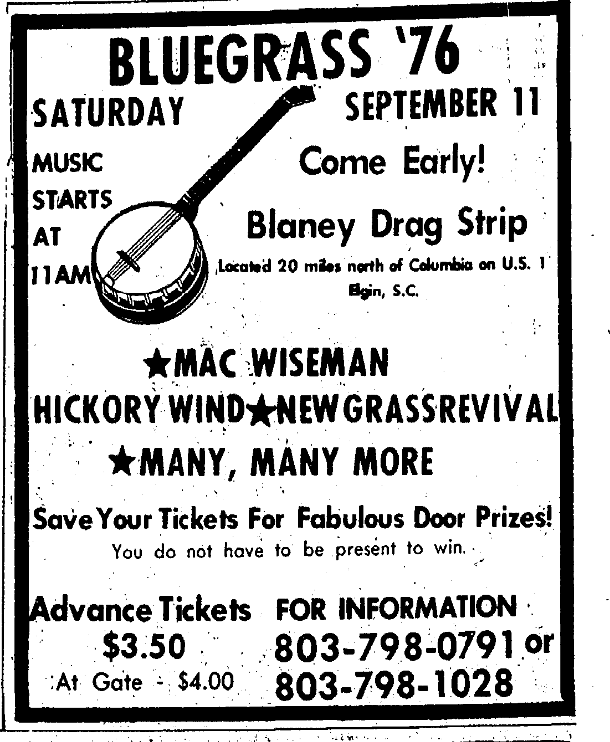 BLUEGRASS '76
SATURDAY SEPTEMBER 11
MUSIC
STARTS
AT
11AM
Come Early!
Blaney Drag Strip
Located 20 miles north of Columbia on U.S. 1
Elgin, S.C.
★MAC WISEMAN
HICKORY WIND★NEWGRASSREVIVAL
★MANY, MANY MORE
Save Your Tickets For Fabulous Door Prizes!
You do not have to be present to win.
Advance Tickets
$3.50
At Gate - $4.00
FOR INFORMATION
803-798-0791 or
803-798-1028